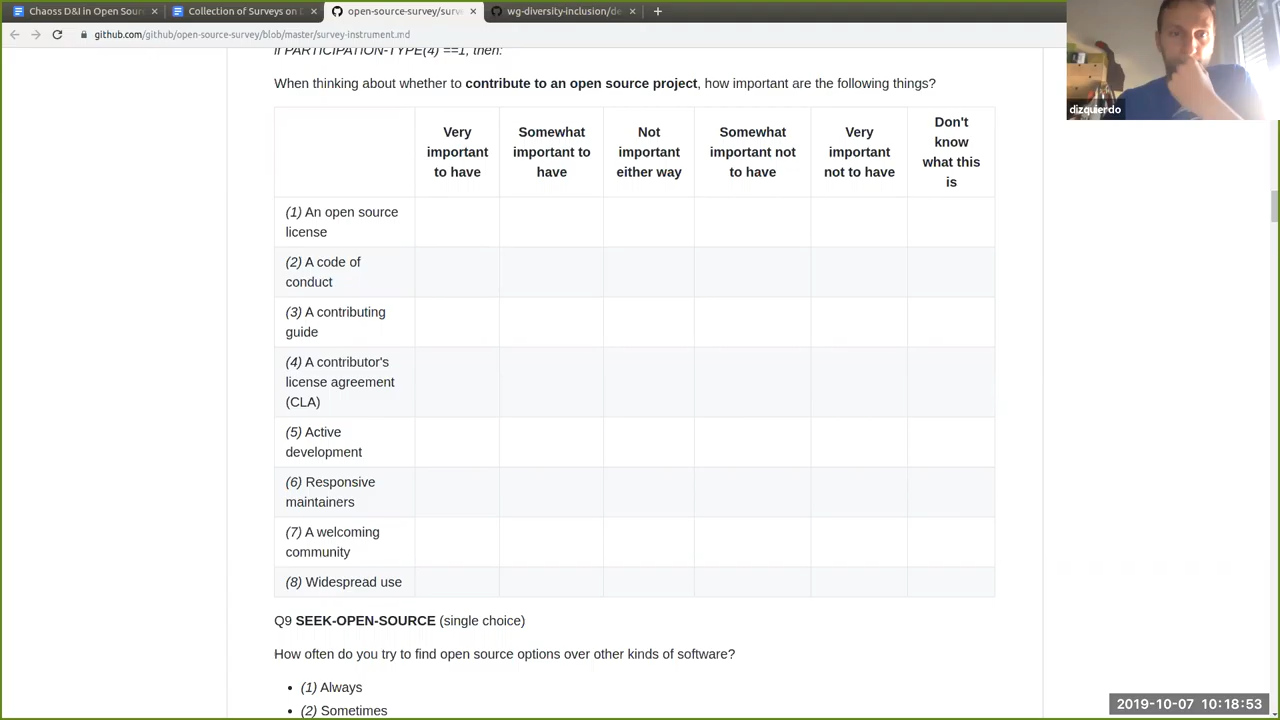 Chaoss D&I in Open Sour
Collection of Surveys on D
open-source-survey/surve
wg-diversity-inclusion/de
github.com/github/open-source-survey/blob/master/survey-instrument.md
dizquierdo
If PARTICIPATION-TYPE(4) ==1, then:
When thinking about whether to contribute to an open source project, how important are the following things?
Very important to have
Somewhat important to have
Not important either way
Somewhat important not to have
Very important not to have
Don't know what this is
(1) An open source license
(2) A code of conduct
(3) A contributing guide
(4) A contributor's license agreement (CLA)
(5) Active development
(6) Responsive maintainers
(7) A welcoming community
(8) Widespread use
Q9 SEEK-OPEN-SOURCE (single choice)
How often do you try to find open source options over other kinds of software?
• (1) Always
• (2) Sometimes
2019-10-07 10:18:53